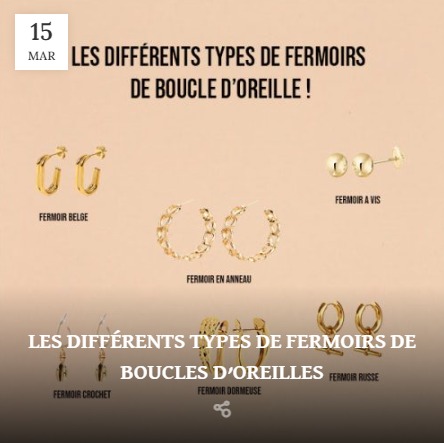 15
MAR
LES DIFFÉRENTS TYPES DE FERMOIRS
DE BOUCLE D'OREILLE !
FERMOIR BELGE
FERMOIR A VIS
FERMOIR EN ANNEAU
LES DIFFÉRENTS TYPES DE FERMOIRS DE
BOUCLES D'OREILLES
FERMOIR CROCHET
FERMOIR DORMEUSE
FERMOIR RUSSE